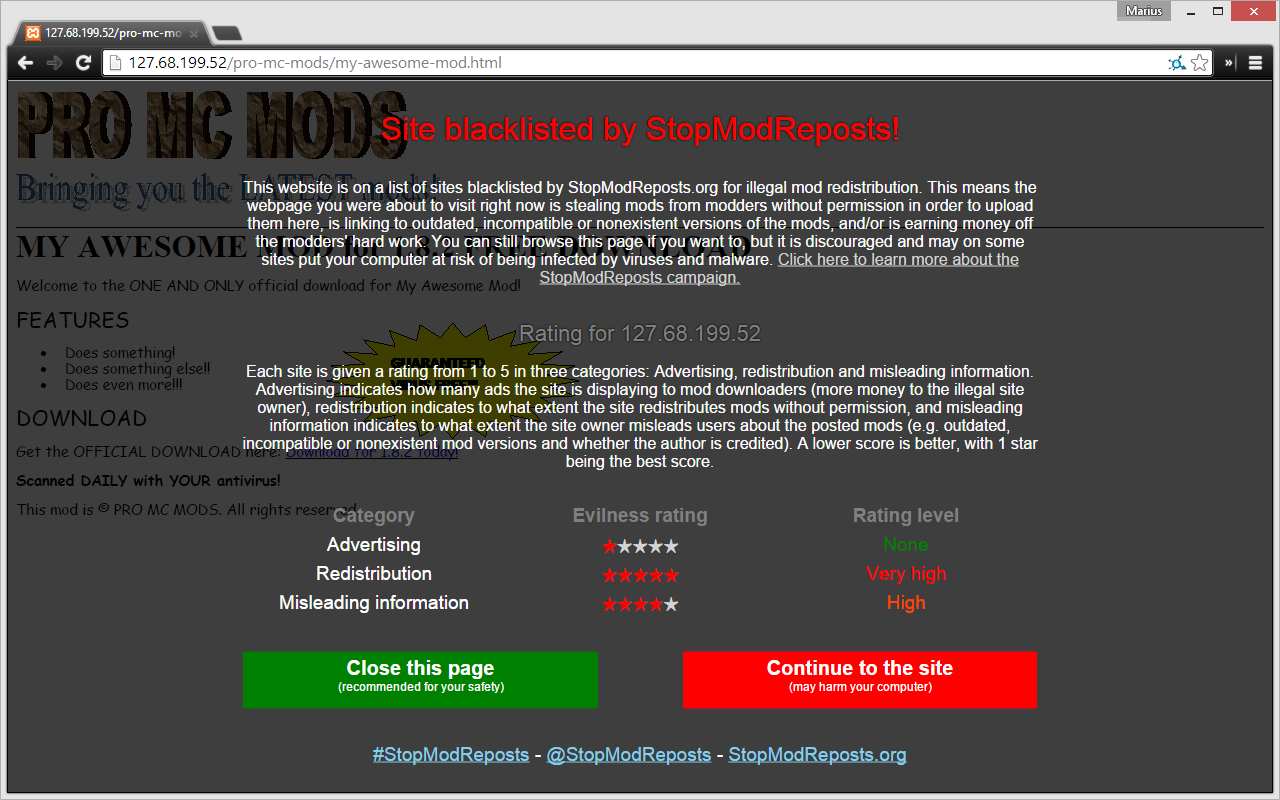 Marius
127.68.199.52/pro-mc-mo
127.68.199.52/pro-mc-mods/my-awesome-mod.html
PRO MC MODS
Bringing you the LATEST mods!
Site blacklisted by StopModReposts!
This website is on a list of sites blacklisted by StopModReposts.org for illegal mod redistribution. This means the
webpage you were about to visit right now is stealing mods from modders without permission in order to upload
them here, is linking to outdated, incompatible or nonexistent versions of the mods, and/or is earning money off
the modders' hard work. You can still browse this page if you want to, but it is discouraged and may on some
sites put your computer at risk of being infected by viruses and malware. Click here to learn more about the
StopModReposts campaign.
MY AWESOME MOD for 1.8.2 FREE DOWNLOAD
Welcome to the ONE AND ONLY official download for My Awesome Mod!
FEATURES
• Does something!
• Does something else!!
• Does even more!!!
GUARANTEED
VIRUS FREE!!
Rating for 127.68.199.52
Each site is given a rating from 1 to 5 in three categories: Advertising, redistribution and misleading information.
Advertising indicates how many ads the site is displaying to mod downloaders (more money to the illegal site
owner), redistribution indicates to what extent the site redistributes mods without permission, and misleading
information indicates to what extent the site owner misleads users about the posted mods (e.g. outdated,
incompatible or nonexistent mod versions and whether the author is credited). A lower score is better, with 1 star
being the best score.
DOWNLOAD
Get the OFFICIAL DOWNLOAD here: Download for 1.8.2 Today!
Scanned DAILY with YOUR antivirus!
This mod is © PRO MC MODS. All rights reserved.
Category Evilness rating Rating level
Advertising ★★★★★ None
Redistribution ★★★★★ Very high
Misleading information ★★★★★ High
Close this page
(recommended for your safety)
Continue to the site
(may harm your computer)
#StopModReposts - @StopModReposts - StopModReposts.org